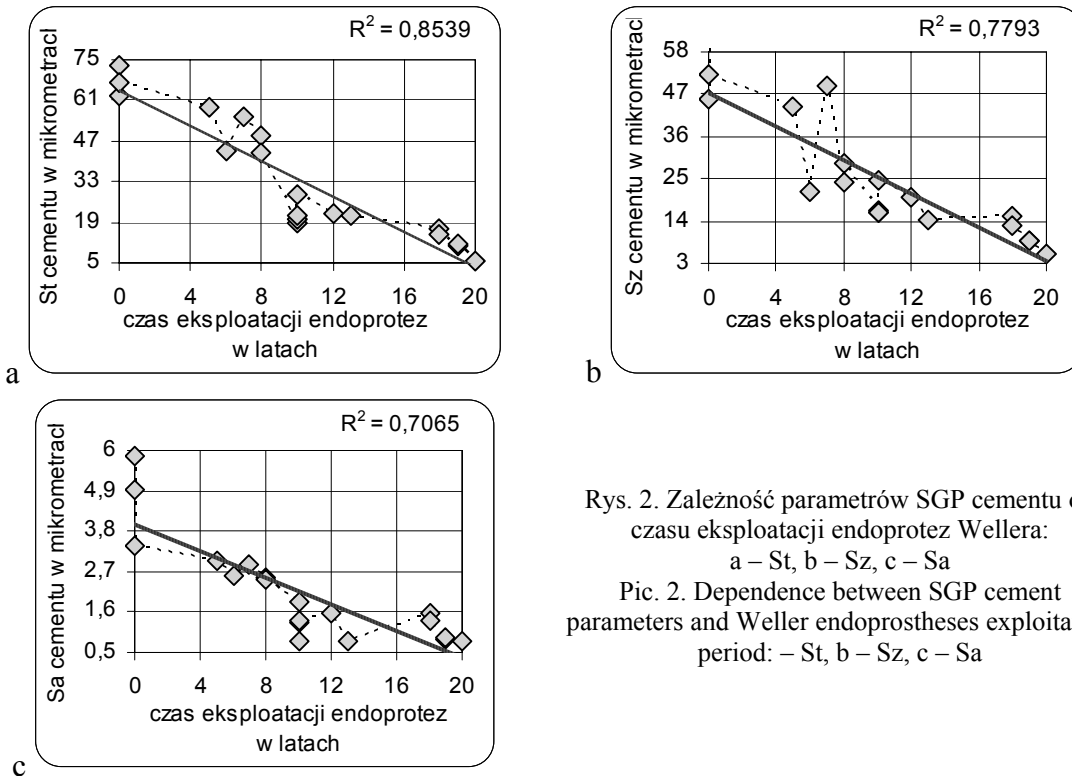 R² = 0,8539
St cementu w mikrometracl
75
61
47
33
19
5
0 4 8 12 16 20
czas eksploatacji endoprotez
w latach
a
R² = 0,7793
Sz cementu w mikrometracl
58
47
36
25
14
3
0 4 8 12 16 20
czas eksploatacji endoprotez
w latach
b
R² = 0,7065
Sa cementu w mikrometracl
6
4,9
3,8
2,7
1,6
0,5
0 4 8 12 16 20
czas eksploatacji endoprotez
w latach
c
Rys. 2. Zależność parametrów SGP cementu
czasu eksploatacji endoprotez Wellera:
a – St, b – Sz, c – Sa
Pic. 2. Dependence between SGP cement
parameters and Weller endoprostheses exploita
period: – St, b – Sz, c – Sa